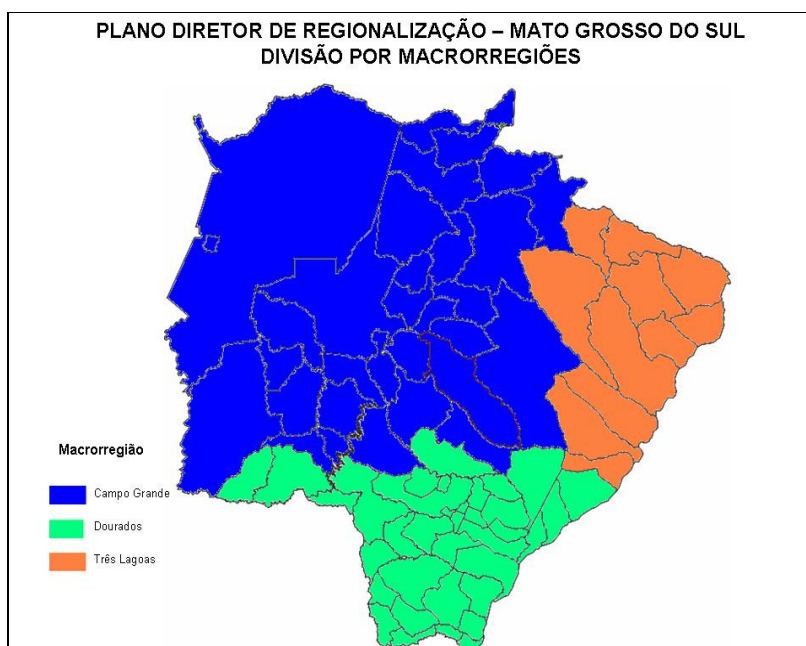 PLANO DIRETOR DE REGIONALIZAÇÃO – MATO GROSSO DO SUL
DIVISÃO POR MACRORREGIÕES
Macrorregião
Campo Grande
Dourados
Três Lagoas